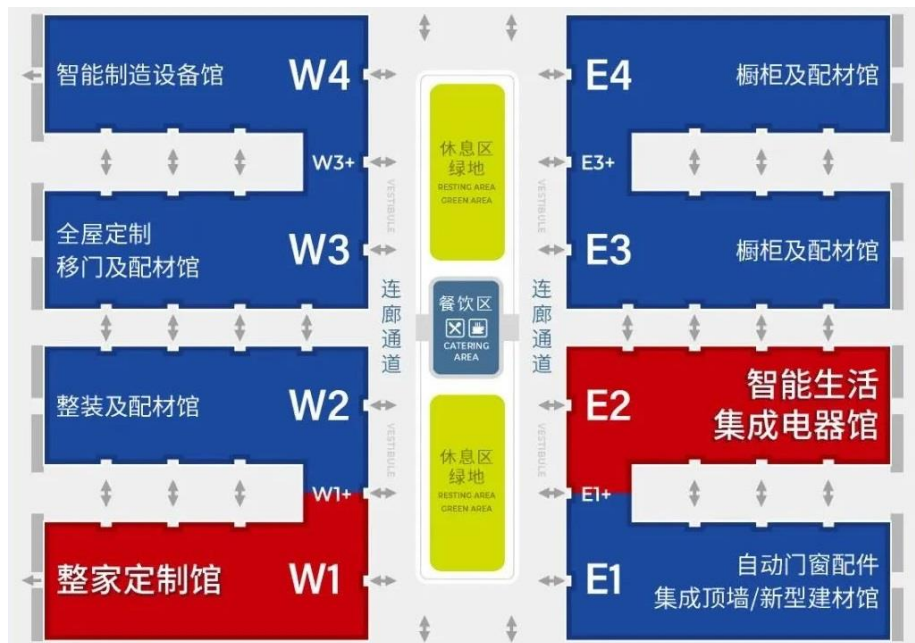 智能制造设备馆
W4
W3+
全屋定制
移门及配材馆
W3
整装及配材馆
W2
W1+
整家定制馆
W1
VESTIBULE
连廊通道
VESTIBULE
休息区
绿地
RESTING AREA
GREEN AREA
餐饮区
CATERING
AREA
休息区
绿地
RESTING AREA
GREEN AREA
VESTIBULE
连廊通道
VESTIBULE
E4
橱柜及配材馆
E3+
E3
橱柜及配材馆
E2
智能生活
集成电器馆
E1+
E1
自动门窗配件
集成顶墙/新型建材馆